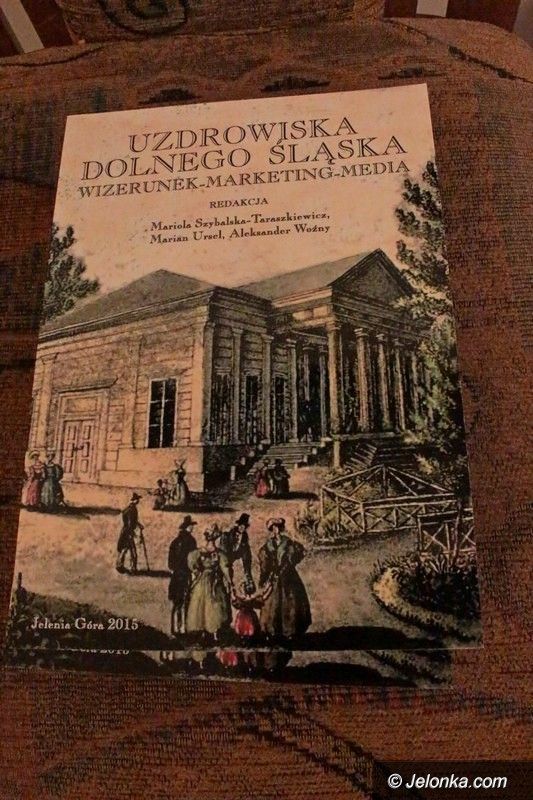 UZDROWISKA
DOLNEGO ŚLĄSKA
WIZERUNEK-MARKETING-MEDIA
REDAKCJA
Mariola Szybalska-Taraszkiewicz,
Marian Ursel, Aleksander Woźny
Jelenia Góra 2015
2015
© Jelonka.com